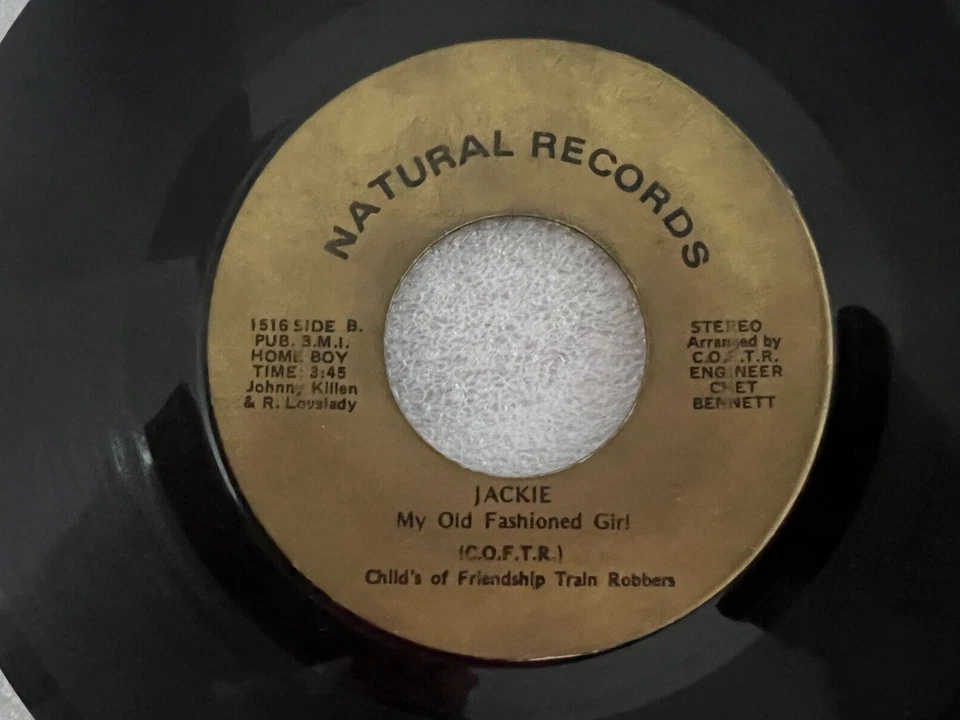 NATURAL RECORDS
1516 SIDE B.
PUB. B.M.I.
HOME BOY
TIME: 3:45
Johnny Killen
& R. Lovelady
STEREO
Arranged by
C.O.F.T.R.
ENGINEER
CHET
BENNETT
JACKIE
My Old Fashioned Girl
(C.O.F.T.R.)
Child's of Friendship Train Robbers